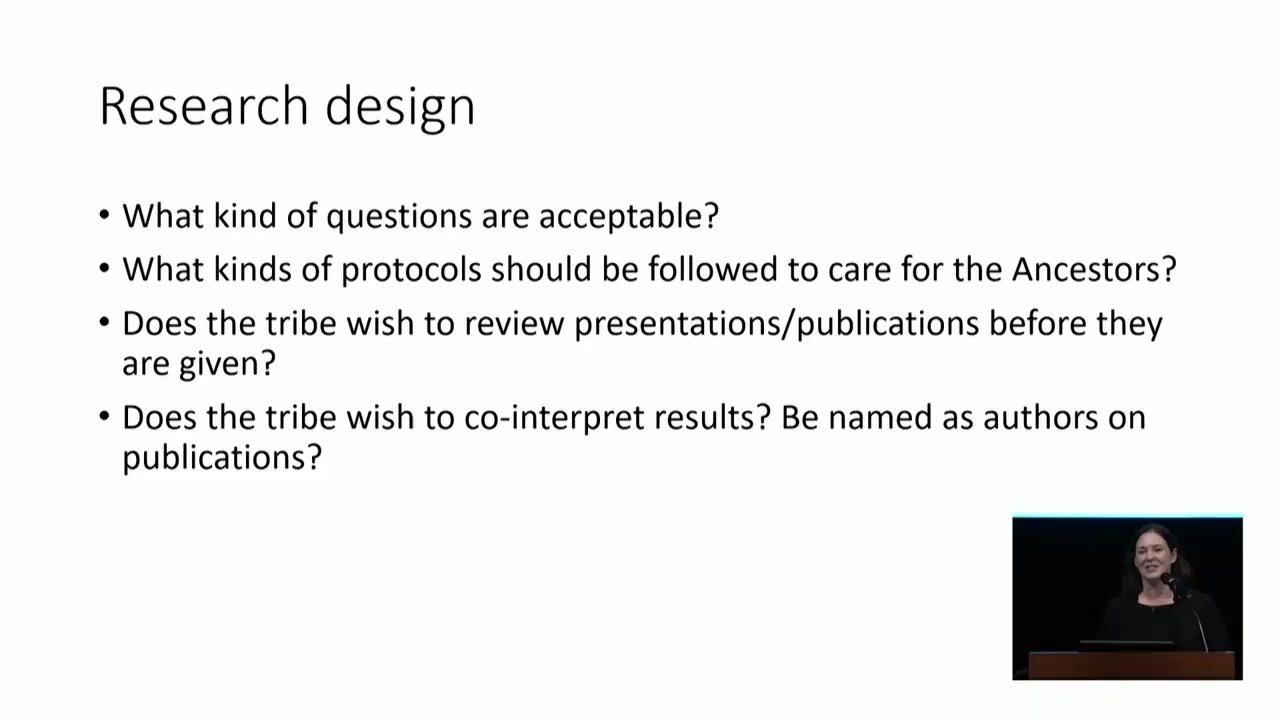 Research design
• What kind of questions are acceptable?
• What kinds of protocols should be followed to care for the Ancestors?
• Does the tribe wish to review presentations/publications before they
are given?
• Does the tribe wish to co-interpret results? Be named as authors on
publications?